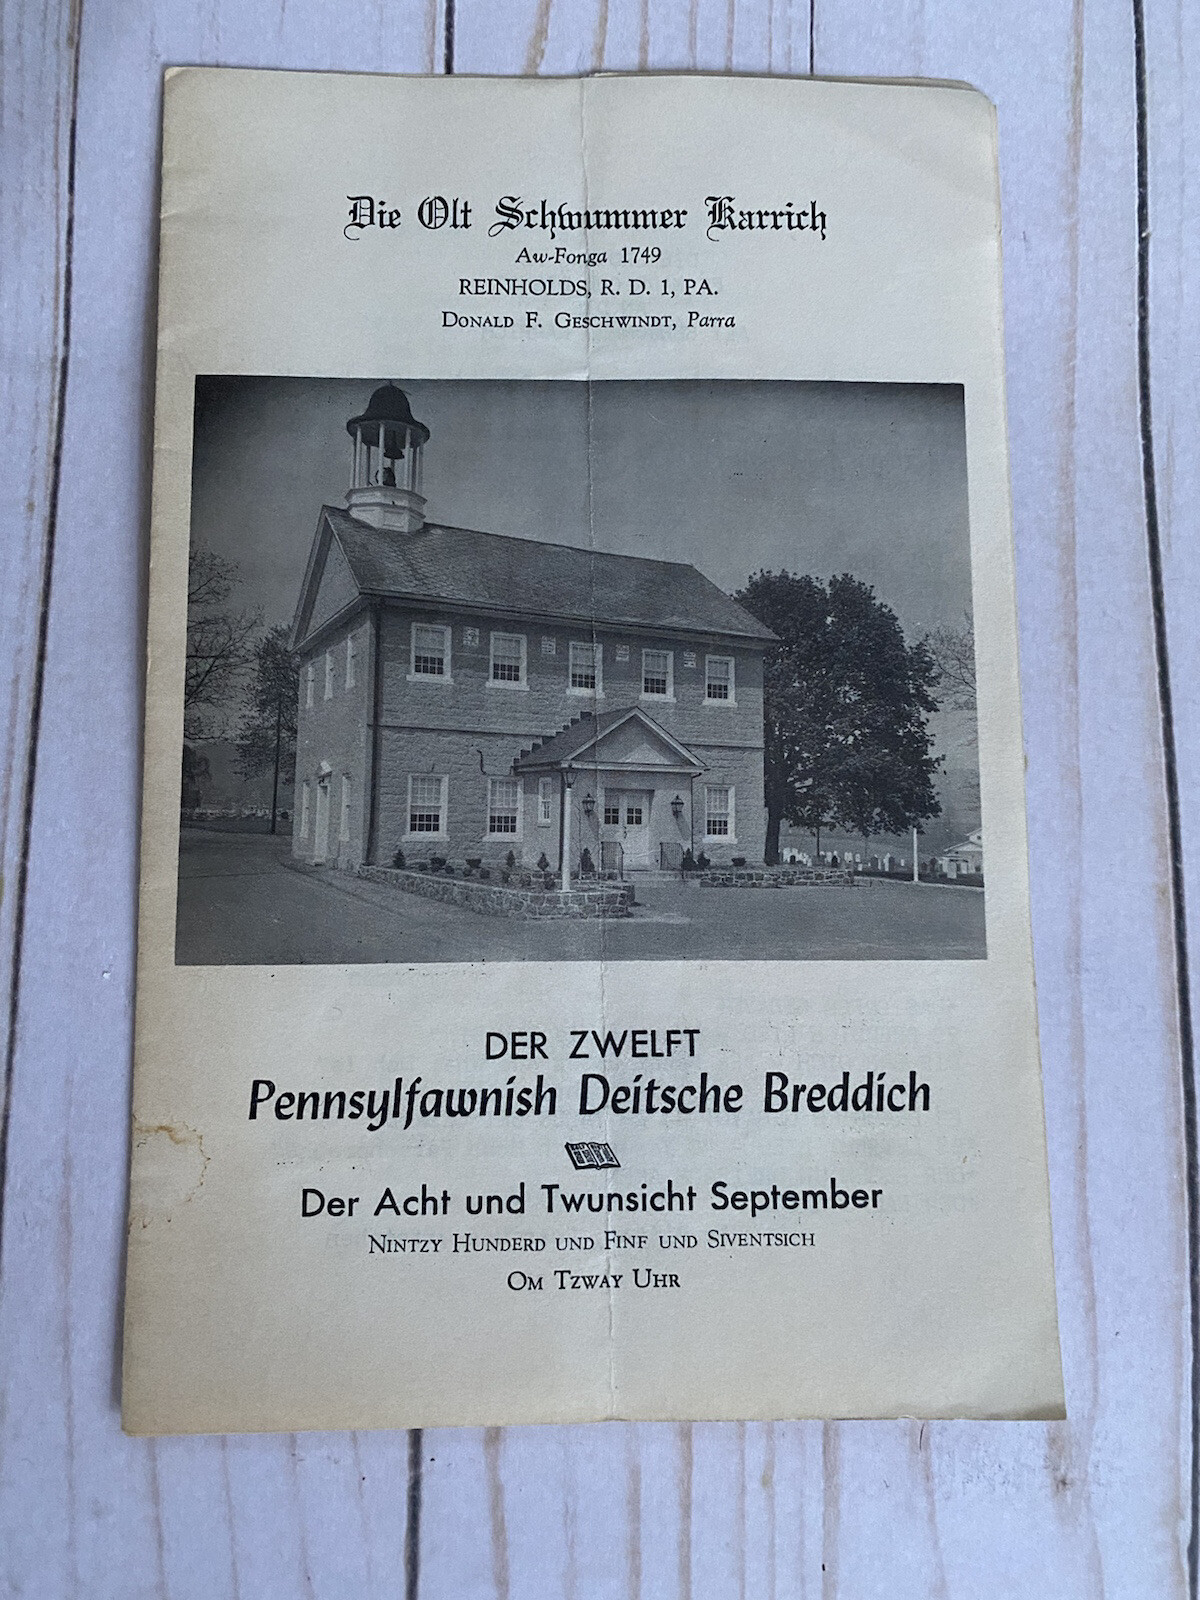 Die Olt Schwummer Karrich
Aw-Fonga 1749
REINHOLDS, R. D. 1, PA.
DONALD F. GESCHWINDT, Parra
DER ZWELFT
Pennsylfawnish Deitsche Breddich
Der Acht und Twunsicht September
NINTZY HUNDERD UND FINF UND SIVENTSICH
OM TZWAY UHR